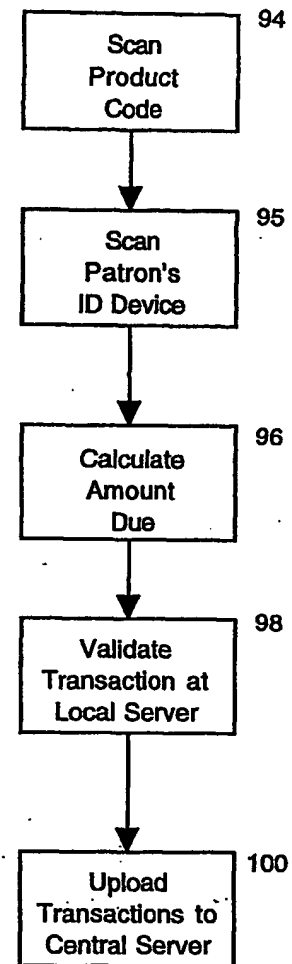 94
Scan
Product
Code
95
Scan
Patron's
ID Device
96
Calculate
Amount
Due
98
Validate
Transaction at
Local Server
100
Upload
Transactions to
Central Server